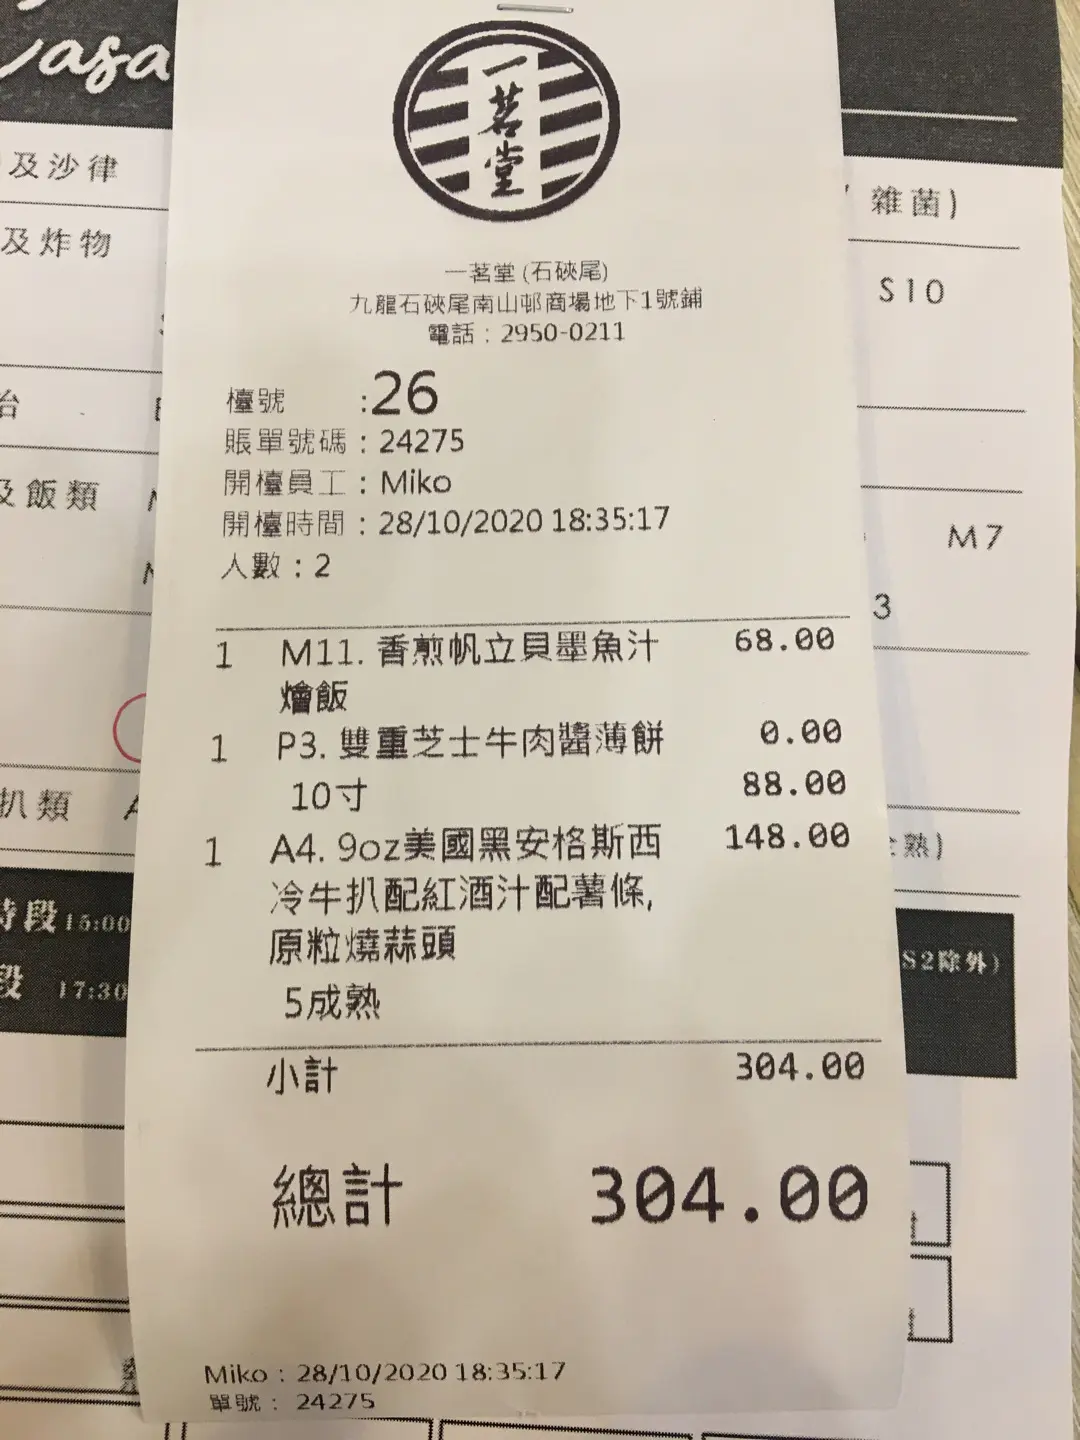 asa
及沙律
及炸物
及飯類
扒類
時段 15:00
段 17:30
雜菌)
S10
M7
3
熟)
S2除外)
一茗堂
一茗堂 (石硤尾)
九龍石硤尾南山邨商場地下1號鋪
電話 : 2950-0211
檯號 :26
賬單號碼 : 24275
開檯員工 : Miko
開檯時間 : 28/10/2020 18:35:17
人數 : 2
1 M11. 香煎帆立貝墨魚汁 68.00
燴飯
1 P3. 雙重芝士牛肉醬薄餅 0.00
10寸 88.00
1 A4. 9oz美國黑安格斯西 148.00
冷牛扒配紅酒汁配薯條,
原粒燒蒜頭
5成熟
小計 304.00
總計 304.00
Miko : 28/10/2020 18:35:17
單號 : 24275